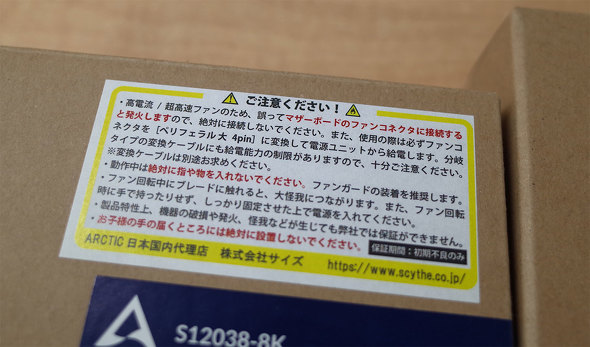 ⚠ ご注意ください！ ⚠
・高電流 / 超高速ファンのため、誤ってマザーボードのファンコネクタに接続する
と発火しますので、絶対に接続しないでください。また、使用の際は必ずファンコ
ネクタを［ペリフェラル大 4pin］に変換して電源ユニットから給電します。分岐
タイプの変換ケーブルにも給電能力の制限がありますので、十分ご注意ください。
※変換ケーブルは別途お求めください。
・動作中は絶対に指や物を入れないでください。ファンガードの装着を推奨します。
・ファン回転中にブレードに触れると、大怪我につながります。また、ファン回転
時に手で持ったりせず、しっかり固定させた上で電源を入れてください。
・製品特性上、機器の破損や発火、怪我などが生じても弊社では保証ができません。
・お子様の手の届くところには絶対に設置しないでください。
保証期間：初期不良のみ
ARCTIC 日本国内代理店 株式会社サイズ https://www.scythe.co.jp/
S12038-8K